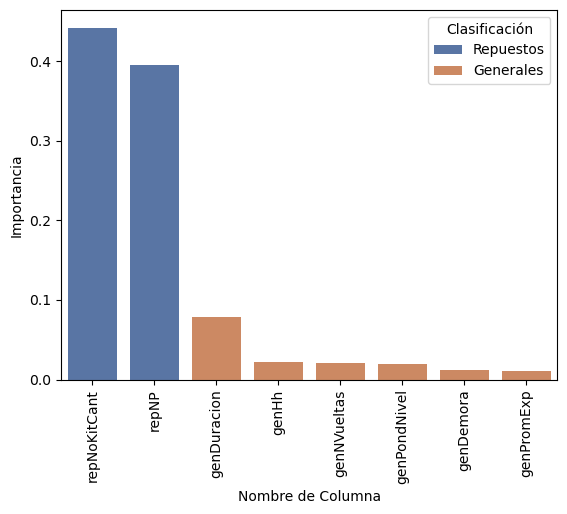 Clasificación
Repuestos
Generales
Importancia
0.4
0.3
0.2
0.1
0.0
repNoKitCant
repNP
genDuracion
genHh
genNVueltas
genPondNivel
genDemora
genPromExp
Nombre de Columna